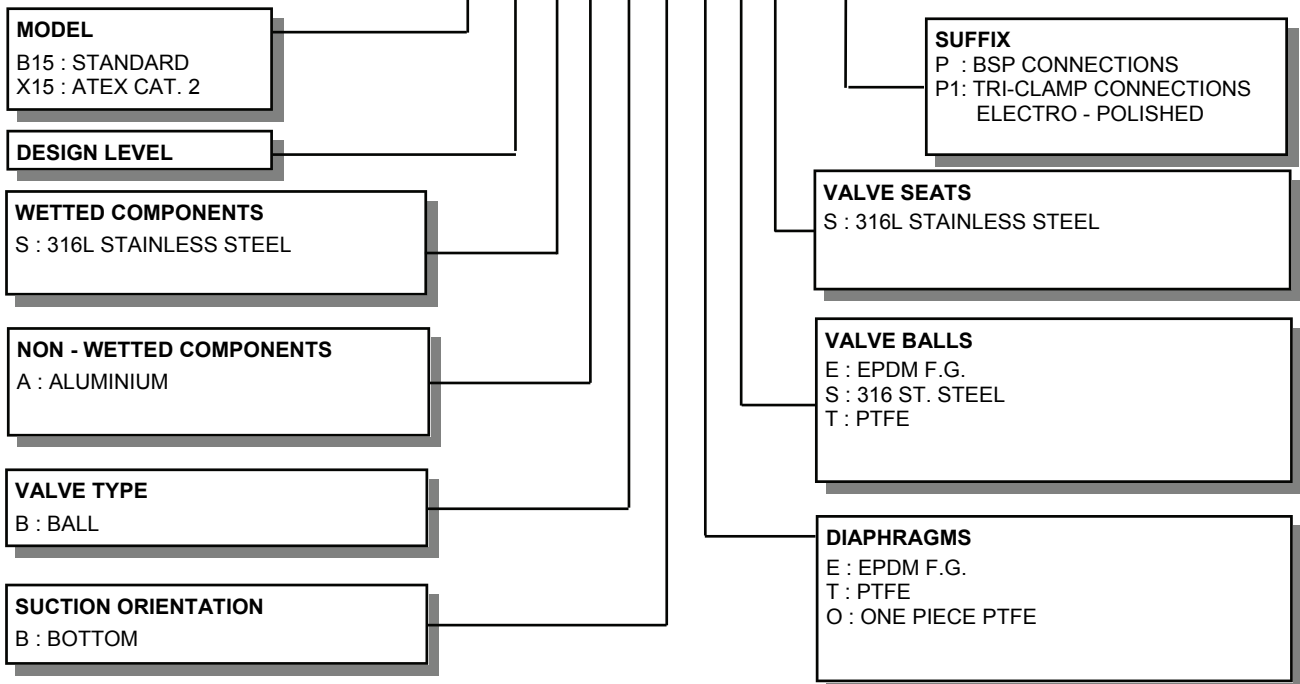 MODEL
B15 : STANDARD
X15 : ATEX CAT. 2
DESIGN LEVEL
WETTED COMPONENTS
S : 316L STAINLESS STEEL
NON - WETTED COMPONENTS
A : ALUMINIUM
VALVE TYPE
B : BALL
SUCTION ORIENTATION
B : BOTTOM
SUFFIX
P : BSP CONNECTIONS
P1: TRI-CLAMP CONNECTIONS
ELECTRO - POLISHED
VALVE SEATS
S : 316L STAINLESS STEEL
VALVE BALLS
E : EPDM F.G.
S : 316 ST. STEEL
T : PTFE
DIAPHRAGMS
E : EPDM F.G.
T : PTFE
O : ONE PIECE PTFE